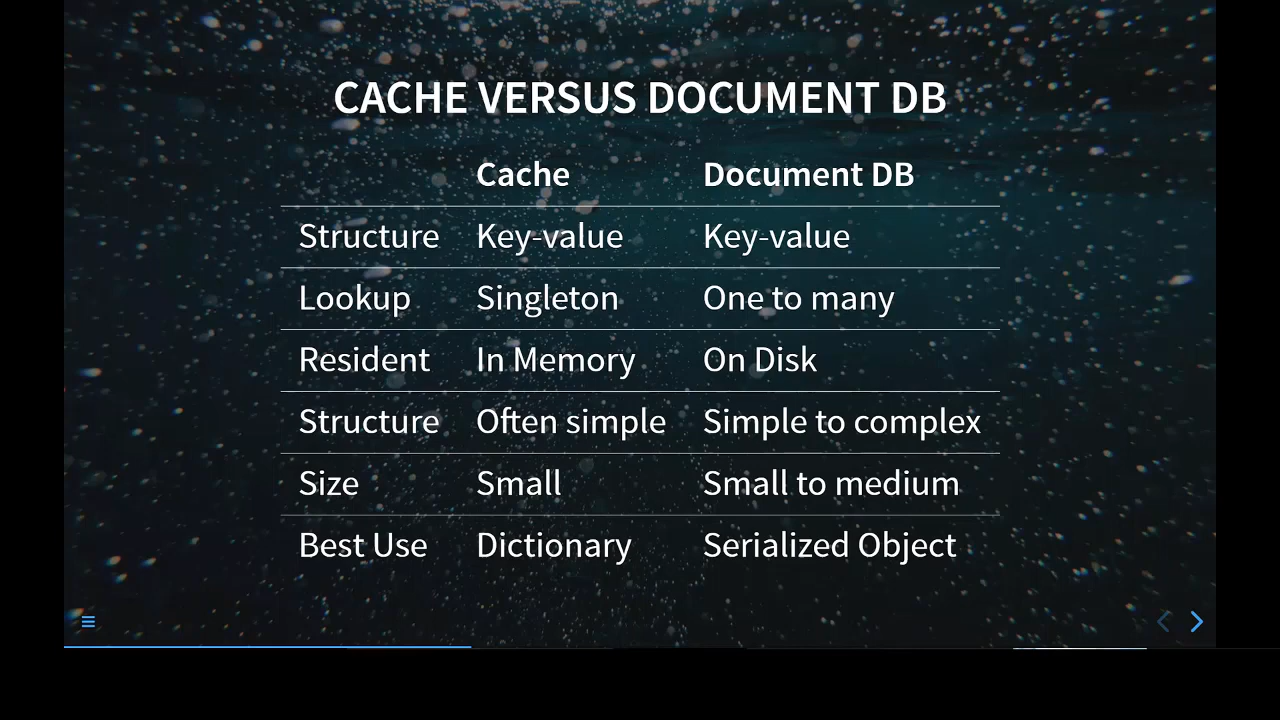 CACHE VERSUS DOCUMENT DB
Cache Document DB
Structure Key-value Key-value
Lookup Singleton One to many
Resident In Memory On Disk
Structure Often simple Simple to complex
Size Small Small to medium
Best Use Dictionary Serialized Object